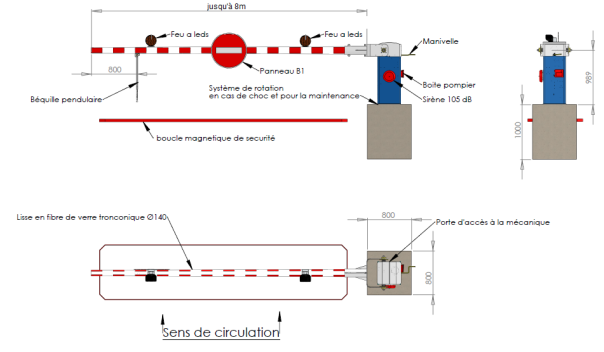 jusqu'à 8m
Feu a leds
Feu a leds
Manivelle
800
Panneau B1
Système de rotation
en cas de choc et pour la maintenance
Boite pompier
Sirène 105 dB
Béquille pendulaire
989
1000
boucle magnetique de securité
Lisse en fibre de verre tronconique Ø140
800
Porte d'accès à la mécanique
800
Sens de circulation